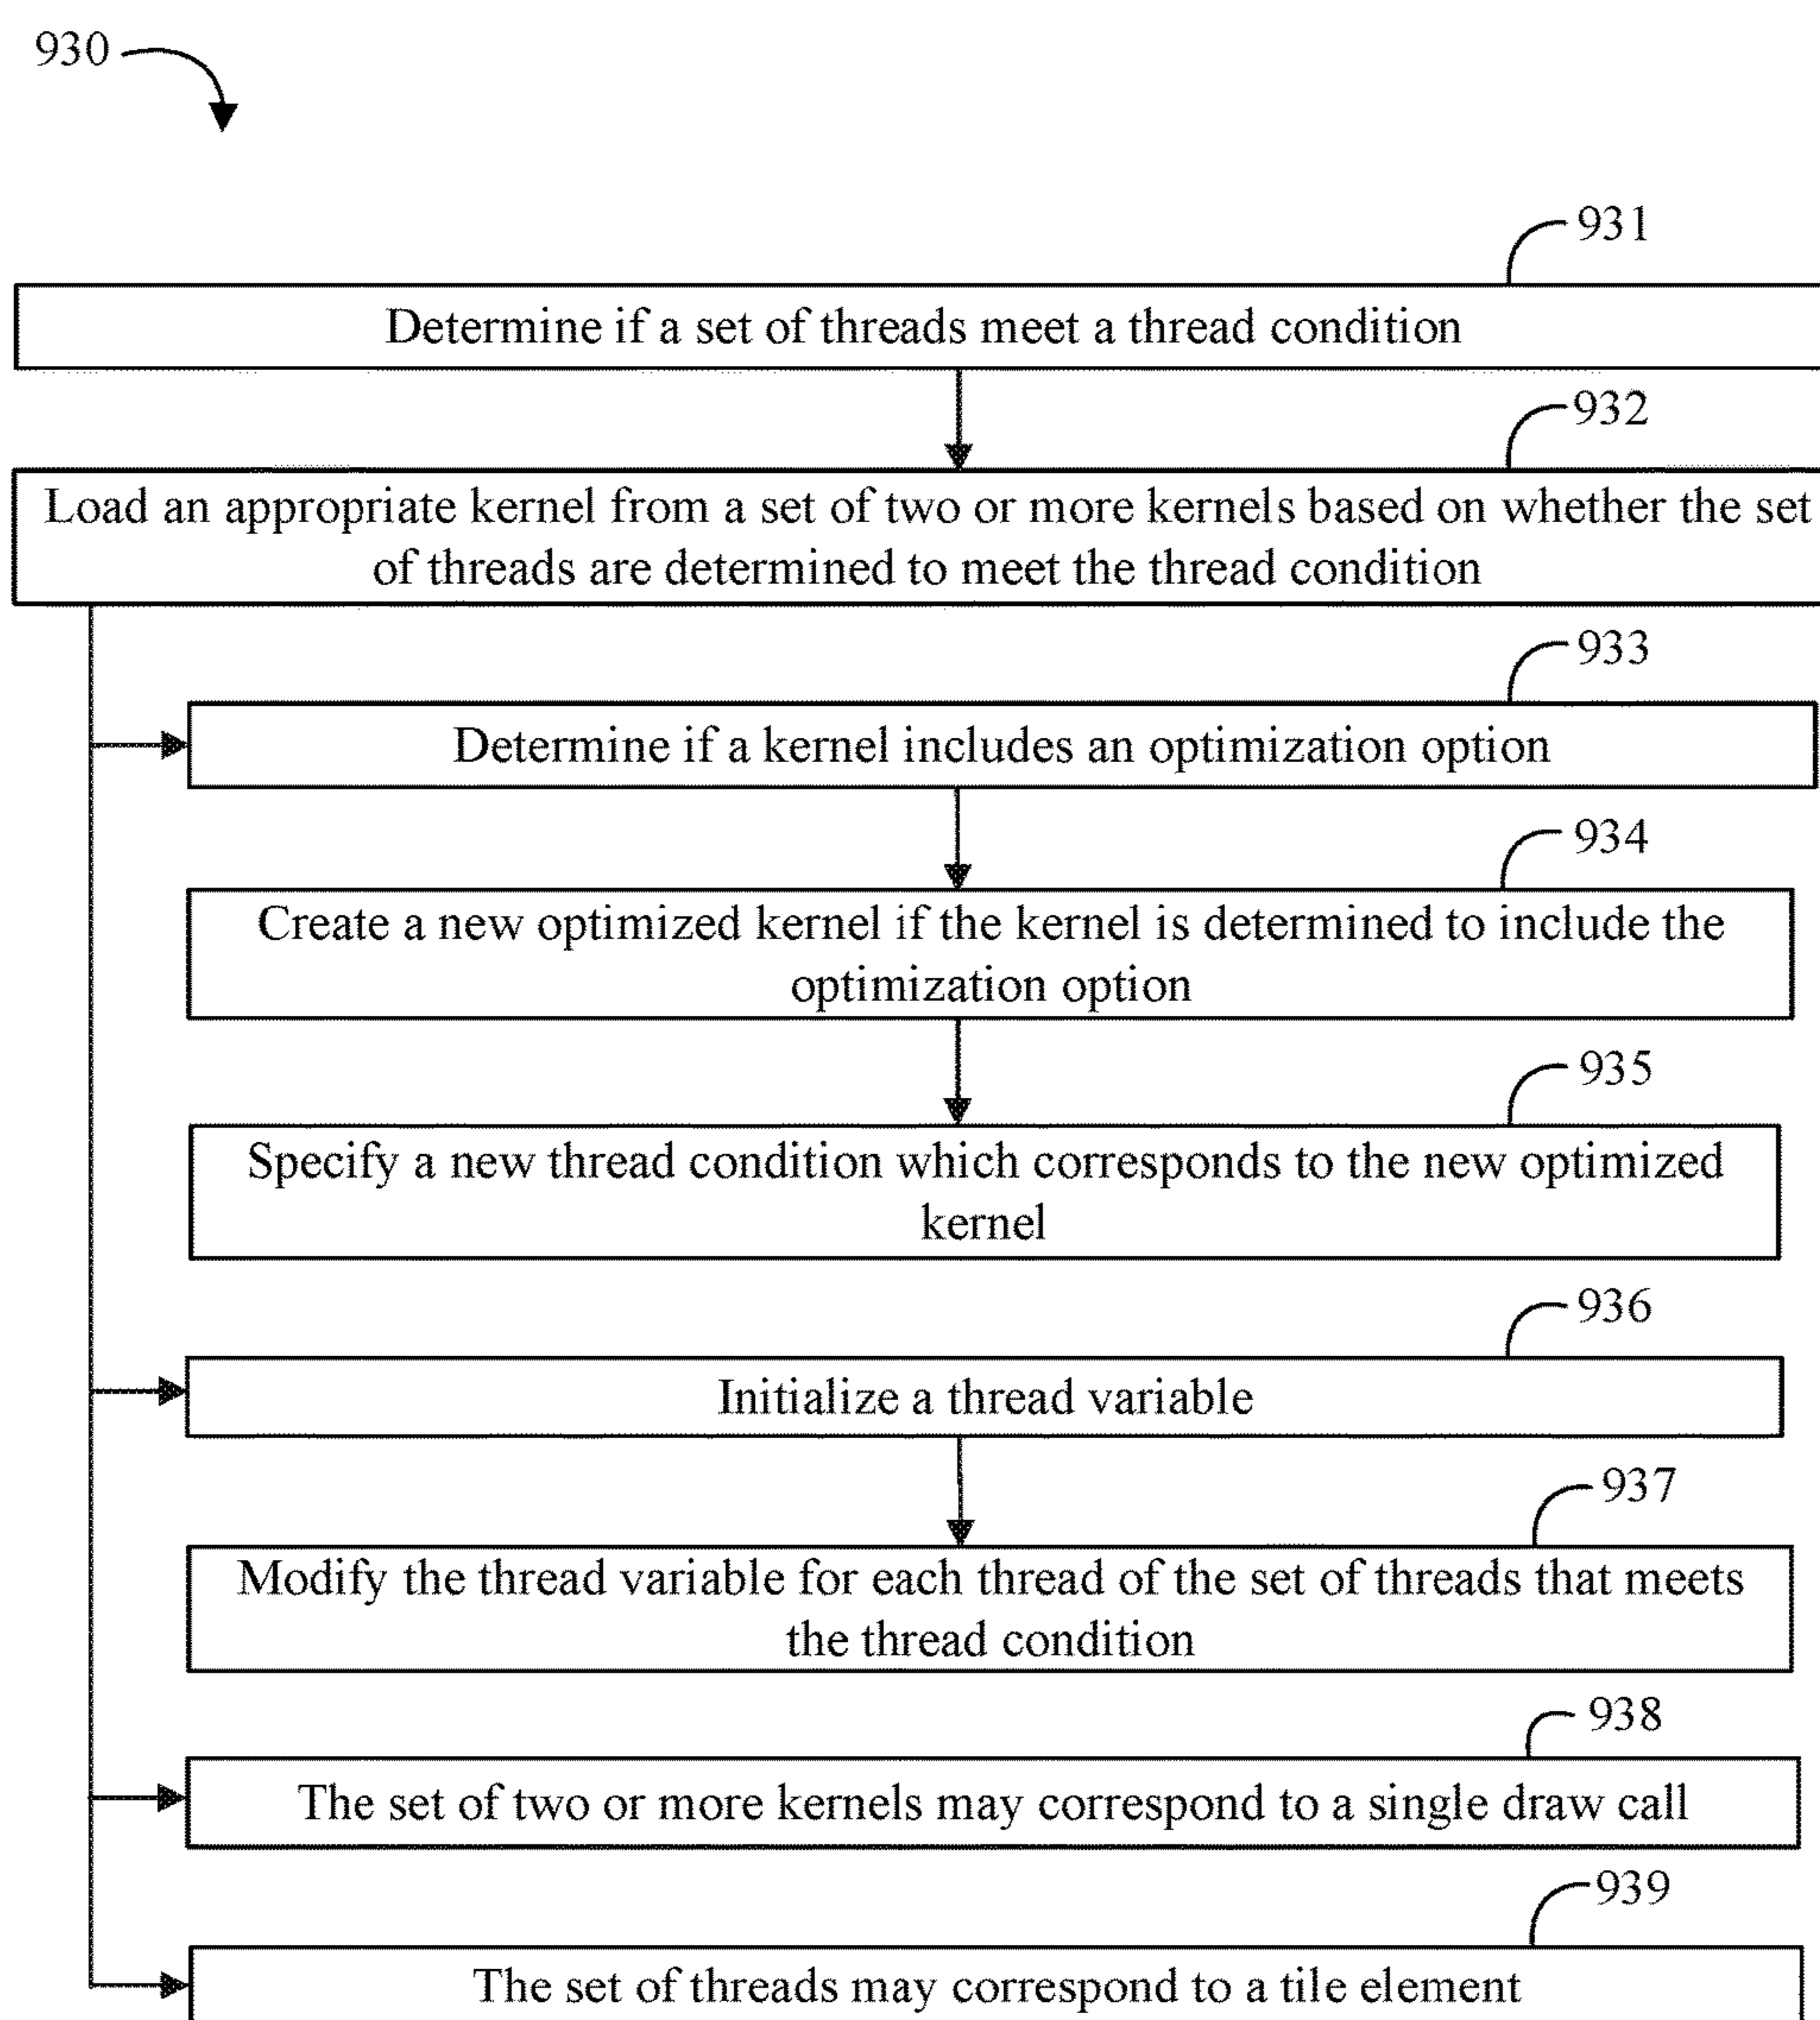 930
931
Determine if a set of threads meet a thread condition
932
Load an appropriate kernel from a set of two or more kernels based on whether the set
of threads are determined to meet the thread condition
933
Determine if a kernel includes an optimization option
934
Create a new optimized kernel if the kernel is determined to include the
optimization option
935
Specify a new thread condition which corresponds to the new optimized
kernel
936
Initialize a thread variable
937
Modify the thread variable for each thread of the set of threads that meets
the thread condition
938
The set of two or more kernels may correspond to a single draw call
939
The set of threads may correspond to a tile element